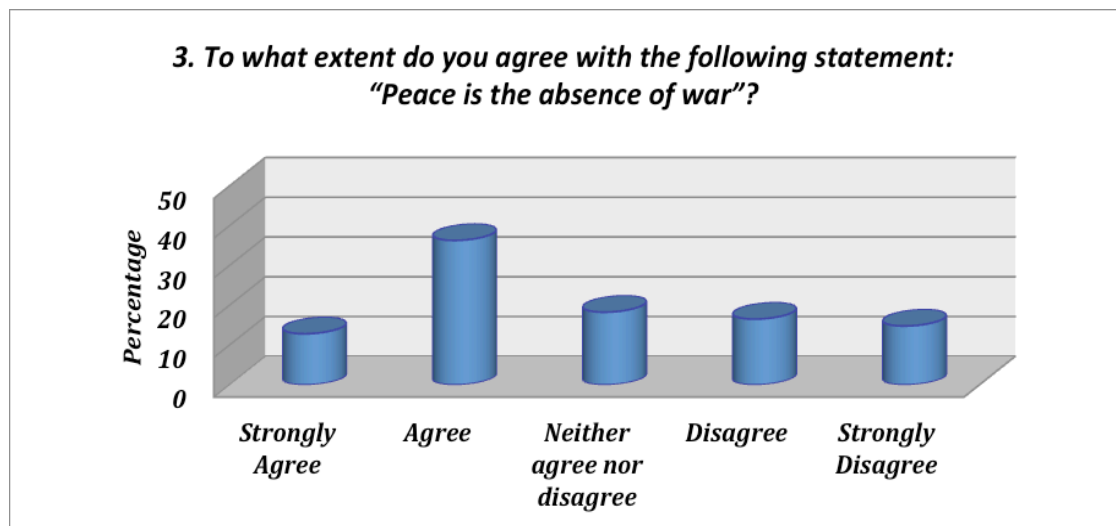 3. To what extent do you agree with the following statement:
“Peace is the absence of war”?
50
40
30
20
10
0
Percentage
Strongly
Agree
Agree
Neither
agree nor
disagree
Disagree
Strongly
Disagree